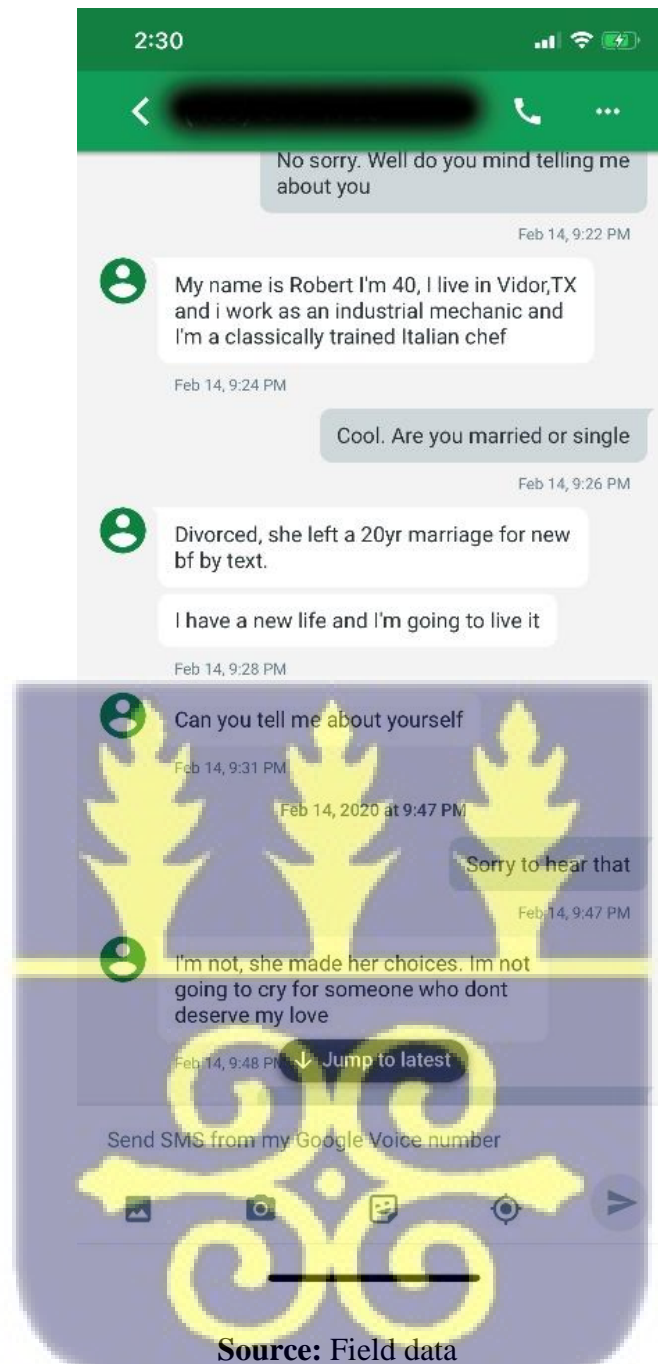 2:30
No sorry. Well do you mind telling me
about you
Feb 14, 9:22 PM
My name is Robert I'm 40, I live in Vidor,TX
and i work as an industrial mechanic and
I'm a classically trained Italian chef
Feb 14, 9:24 PM
Cool. Are you married or single
Feb 14, 9:26 PM
Divorced, she left a 20yr marriage for new
bf by text.
I have a new life and I'm going to live it
Feb 14, 9:28 PM
Can you tell me about yourself
Feb 14, 9:31 PM
Feb 14, 2020 at 9:47 PM
Sorry to hear that
Feb 14, 9:47 PM
I'm not, she made her choices. Im not
going to cry for someone who dont
deserve my love
Feb 14, 9:48 PM
Jump to latest
Send SMS from my Google Voice number
Source: Field data